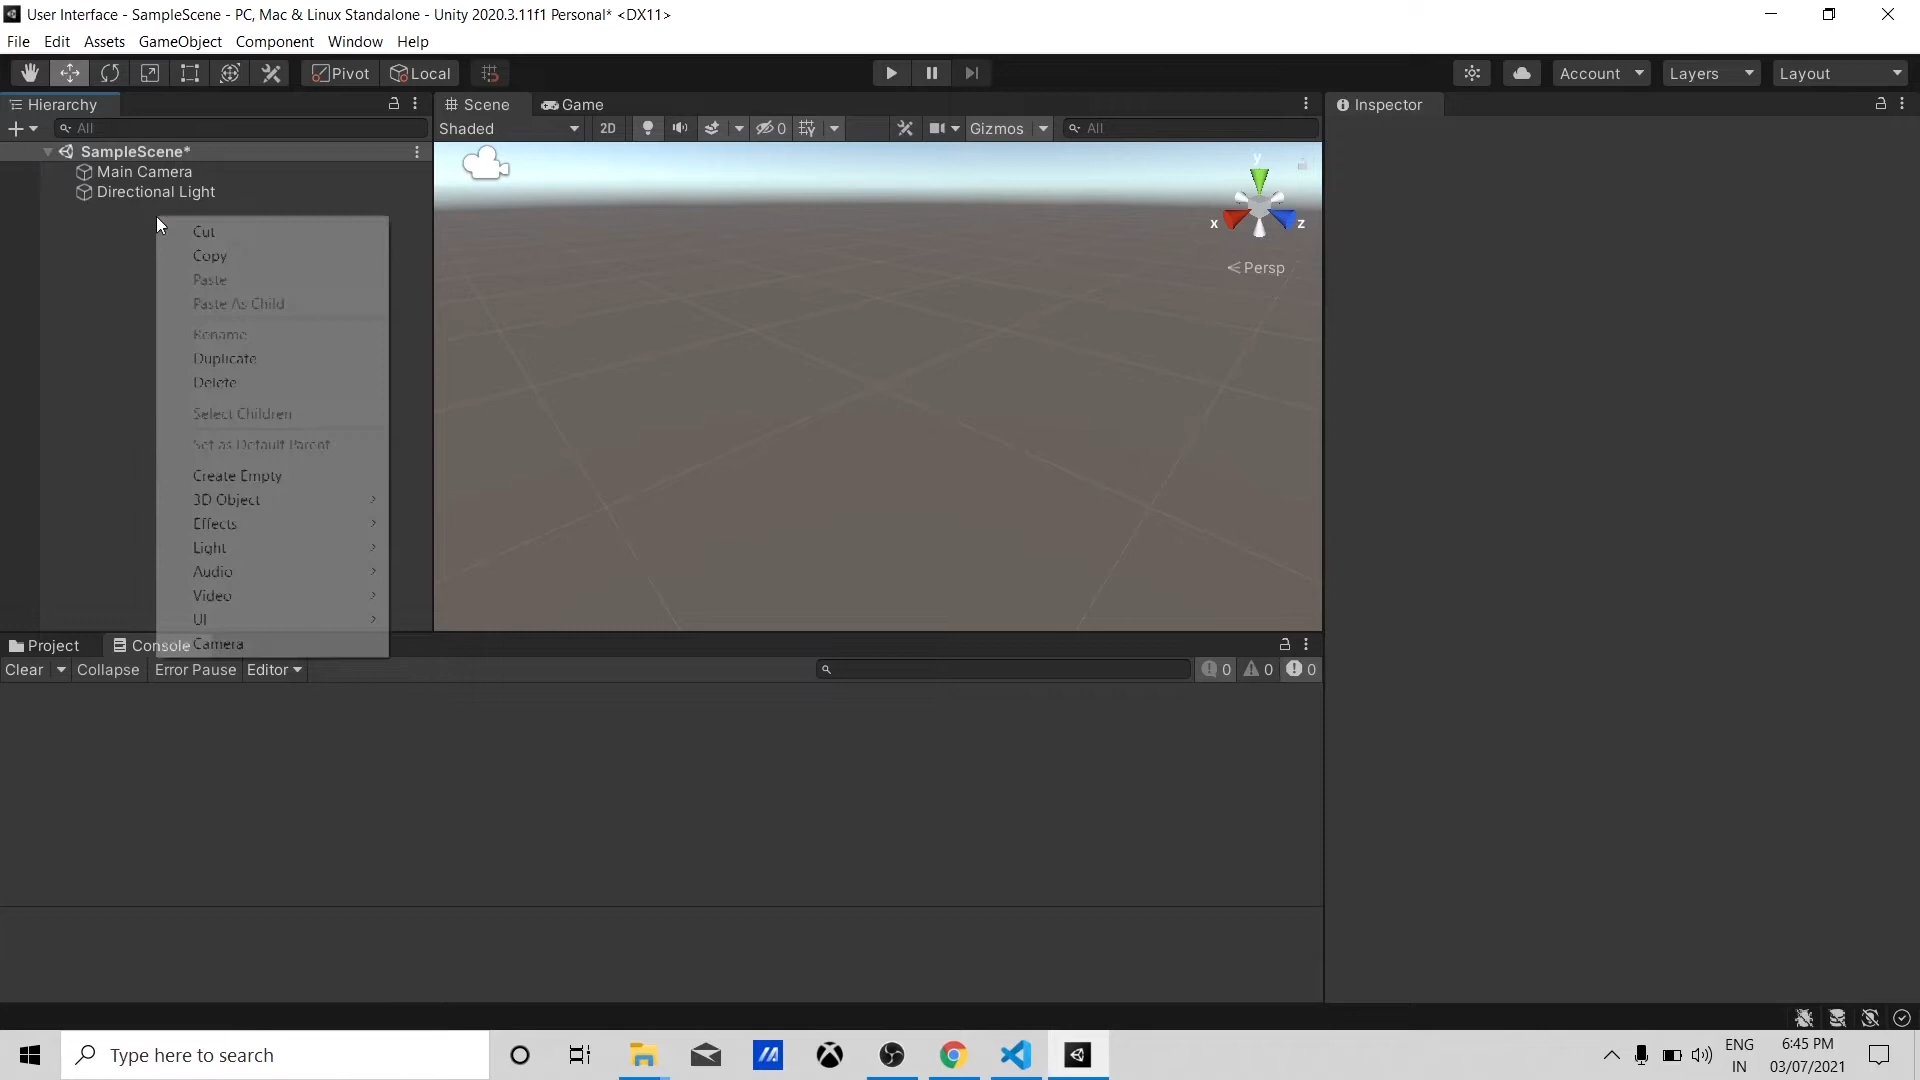 User Interface - SampleScene - PC, Mac & Linux Standalone - Unity 2020.3.11f1 Personal* <DX11>
File Edit Assets GameObject Component Window Help
Pivot Local Account Layers Layout
Hierarchy Scene Game Inspector
All Shaded 2D 0 Gizmos All
SampleScene*
Main Camera
Directional Light
y
x z
Persp
Cut
Copy
Paste
Paste As Child
Rename
Duplicate
Delete
Select Children
Set as Default Parent
Create Empty
3D Object
Effects
Light
Audio
Video
UI
Camera
Project Console
Clear Collapse Error Pause Editor 0 0 0
Type here to search
ENG
IN
6:45 PM
03/07/2021